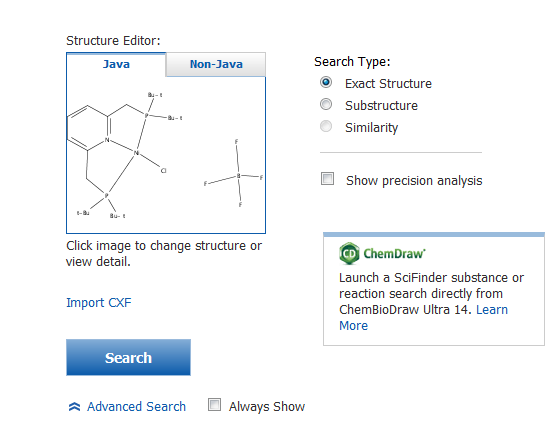 Structure Editor:
Java
Non-Java
Bu-t
P
Bu-t
N
N
Cl
P
t-Bu
Bu-t
F
F
B
F
F
Click image to change structure or
view detail.
Import CXF
Search
Advanced Search
Always Show
Search Type:
Exact Structure
Substructure
Similarity
Show precision analysis
CD ChemDraw®
Launch a SciFinder substance or
reaction search directly from
ChemBioDraw Ultra 14. Learn
More